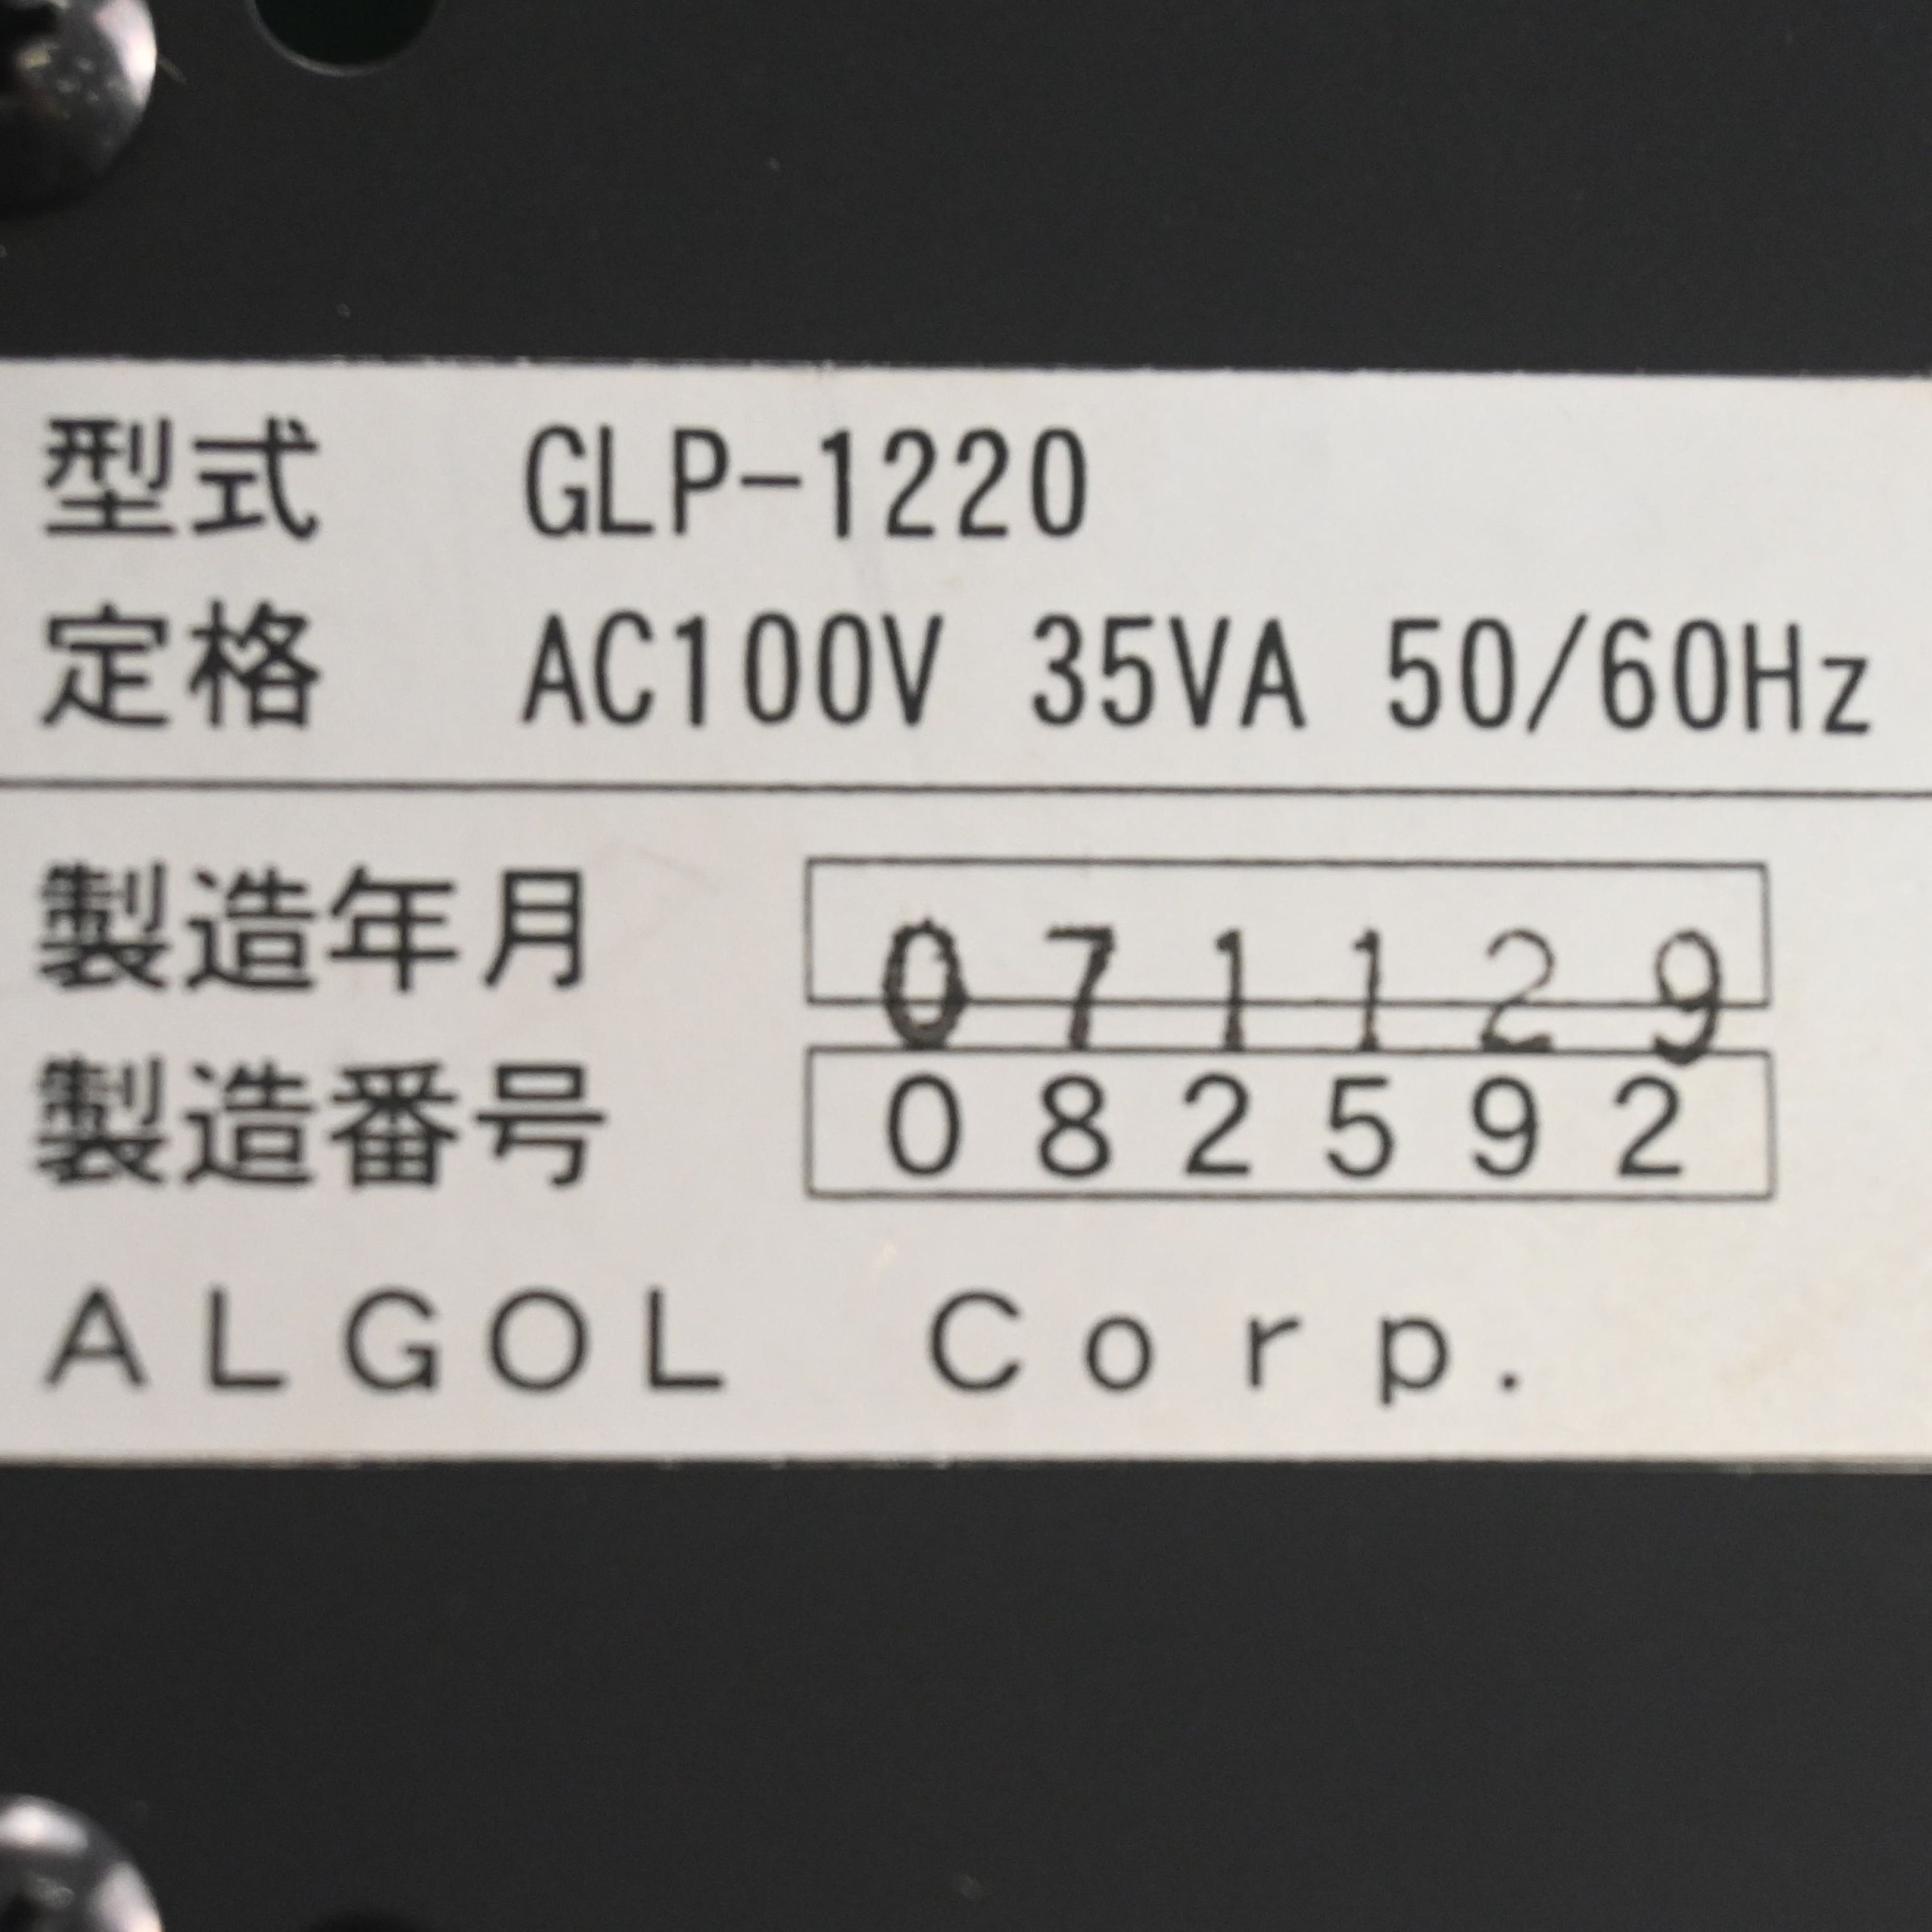 型式 GLP-1220
定格 AC100V 35VA 50/60Hz
製造年月 071129
製造番号 082592
ALGOL Corp.